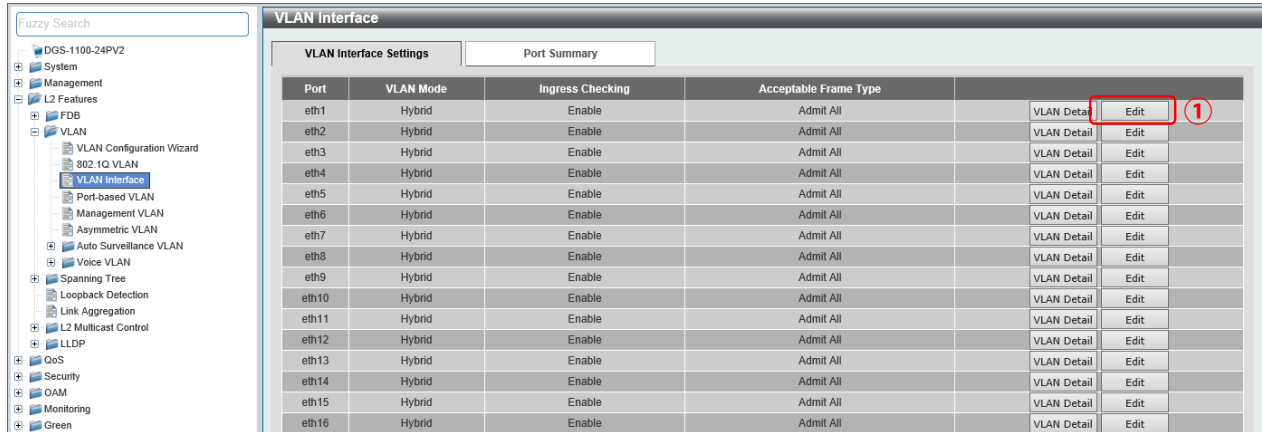 Fuzzy Search
DGS-1100-24PV2
System
Management
L2 Features
FDB
VLAN
VLAN Configuration Wizard
802.1Q VLAN
VLAN Interface
Port-based VLAN
Management VLAN
Asymmetric VLAN
Auto Surveillance VLAN
Voice VLAN
Spanning Tree
Loopback Detection
Link Aggregation
L2 Multicast Control
LLDP
QoS
Security
OAM
Monitoring
Green
VLAN Interface
VLAN Interface Settings Port Summary
Port VLAN Mode Ingress Checking Acceptable Frame Type
eth1 Hybrid Enable Admit All VLAN Detail Edit ①
eth2 Hybrid Enable Admit All VLAN Detail Edit
eth3 Hybrid Enable Admit All VLAN Detail Edit
eth4 Hybrid Enable Admit All VLAN Detail Edit
eth5 Hybrid Enable Admit All VLAN Detail Edit
eth6 Hybrid Enable Admit All VLAN Detail Edit
eth7 Hybrid Enable Admit All VLAN Detail Edit
eth8 Hybrid Enable Admit All VLAN Detail Edit
eth9 Hybrid Enable Admit All VLAN Detail Edit
eth10 Hybrid Enable Admit All VLAN Detail Edit
eth11 Hybrid Enable Admit All VLAN Detail Edit
eth12 Hybrid Enable Admit All VLAN Detail Edit
eth13 Hybrid Enable Admit All VLAN Detail Edit
eth14 Hybrid Enable Admit All VLAN Detail Edit
eth15 Hybrid Enable Admit All VLAN Detail Edit
eth16 Hybrid Enable Admit All VLAN Detail Edit